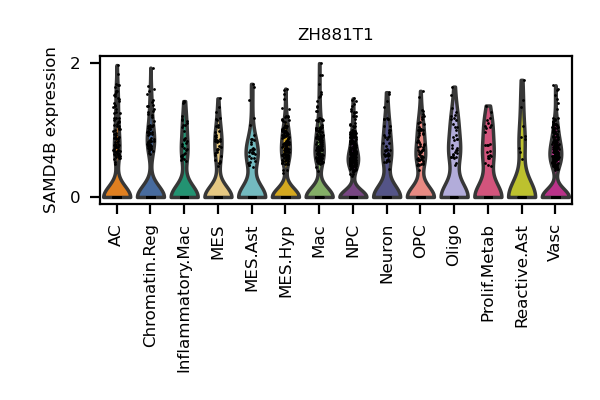 ZH881T1
SAMD4B expression
2
0
AC
Chromatin.Reg
Inflammatory.Mac
MES
MES.Ast
MES.Hyp
Mac
NPC
Neuron
OPC
Oligo
Prolif.Metab
Reactive.Ast
Vasc